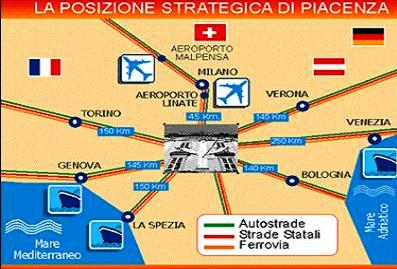 LA POSIZIONE STRATEGICA DI PIACENZA
AEROPORTO
MALPENSA
MILANO
AEROPORTO
LINATE
VERONA
TORINO
45 Km.
145 Km
150 Km
VENEZIA
250 Km
GENOVA
145 Km
140 Km
BOLOGNA
150 Km
LA SPEZIA
Mare
Mediterraneo
Mare
Adriatico
Autostrade
Strade Statali
Ferrovia